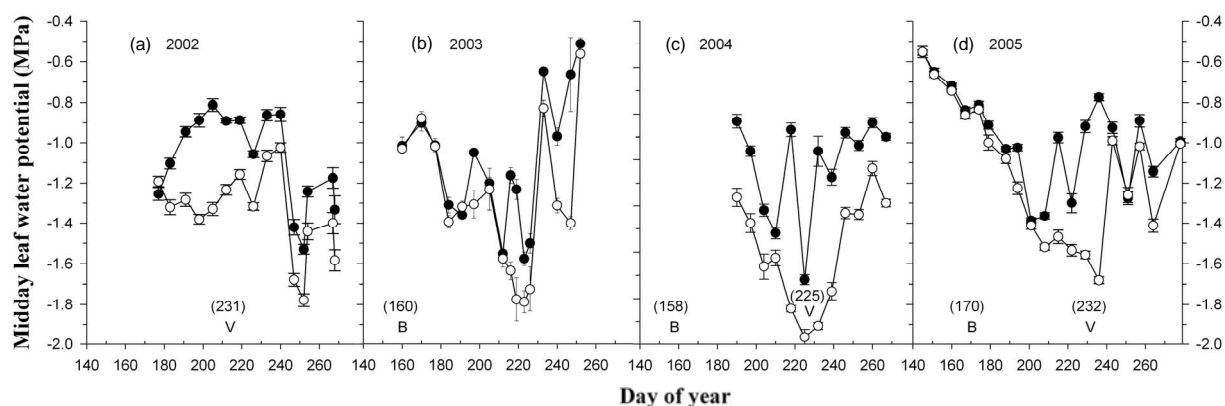 Midday leaf water potential (MPa)
-0.4
-0.6
-0.8
-1.0
-1.2
-1.4
-1.6
-1.8
-2.0
(a) 2002
(231)
V
140 160 180 200 220 240 260
(b) 2003
(160)
B
140 160 180 200 220 240 260
(c) 2004
(158)
B
(225)
V
140 160 180 200 220 240 260
(d) 2005
(170)
B
(232)
V
140 160 180 200 220 240 260
-0.4
-0.6
-0.8
-1.0
-1.2
-1.4
-1.6
-1.8
-2.0
Day of year